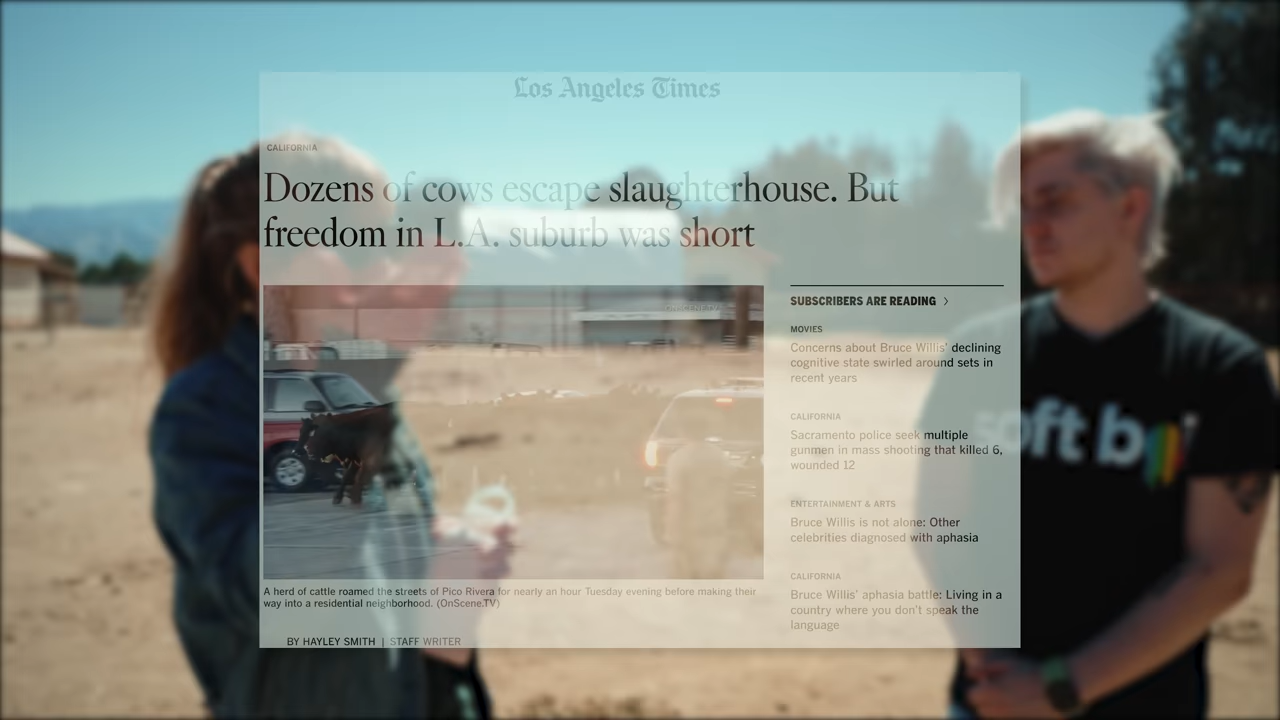 Los Angeles Times
CALIFORNIA
Dozens of cows escape slaughterhouse. But
freedom in L.A. suburb was short
ONSCENE.TV
SUBSCRIBERS ARE READING >
MOVIES
Concerns about Bruce Willis' declining
cognitive state swirled around sets in
recent years
CALIFORNIA
Sacramento police seek multiple
gunmen in mass shooting that killed 6,
wounded 12
ENTERTAINMENT & ARTS
Bruce Willis is not alone: Other
celebrities diagnosed with aphasia
CALIFORNIA
Bruce Willis' aphasia battle: Living in a
country where you don't speak the
language
A herd of cattle roamed the streets of Pico Rivera for nearly an hour Tuesday evening before making their
way into a residential neighborhood. (OnScene.TV)
BY HAYLEY SMITH | STAFF WRITER
soft b